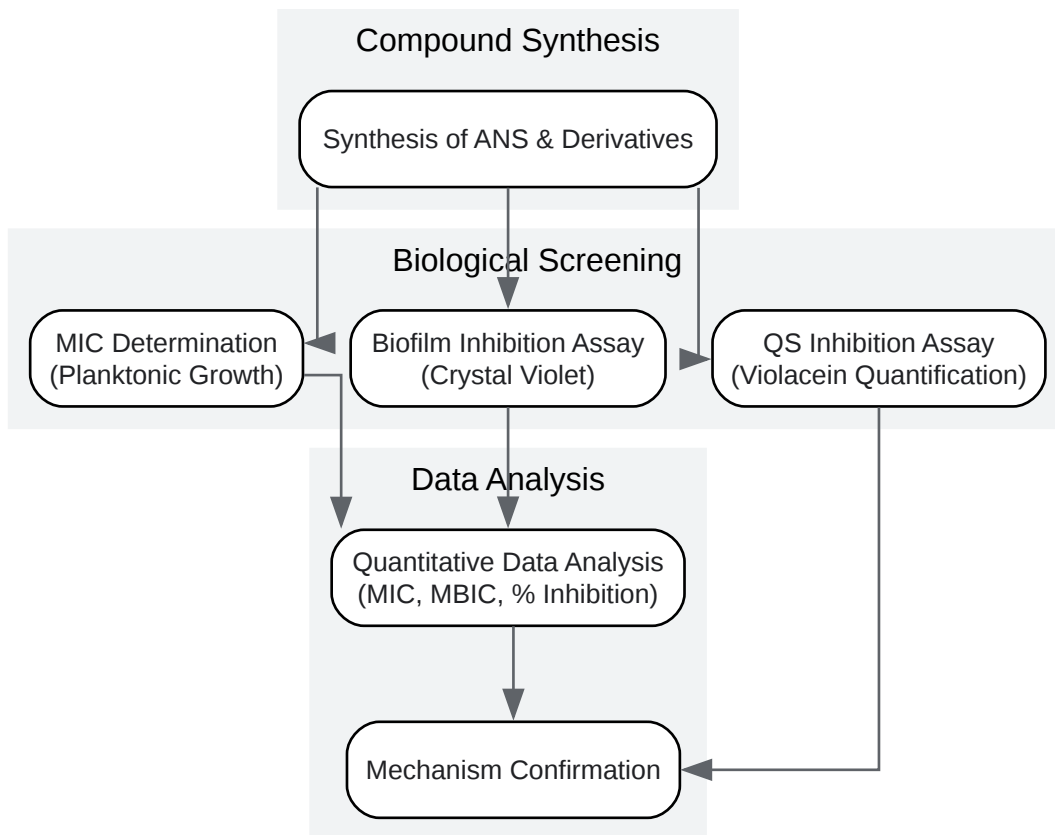 Compound Synthesis
Synthesis of ANS & Derivatives
Biological Screening
MIC Determination
(Planktonic Growth)
Biofilm Inhibition Assay
(Crystal Violet)
QS Inhibition Assay
(Violacein Quantification)
Data Analysis
Quantitative Data Analysis
(MIC, MBIC, % Inhibition)
Mechanism Confirmation